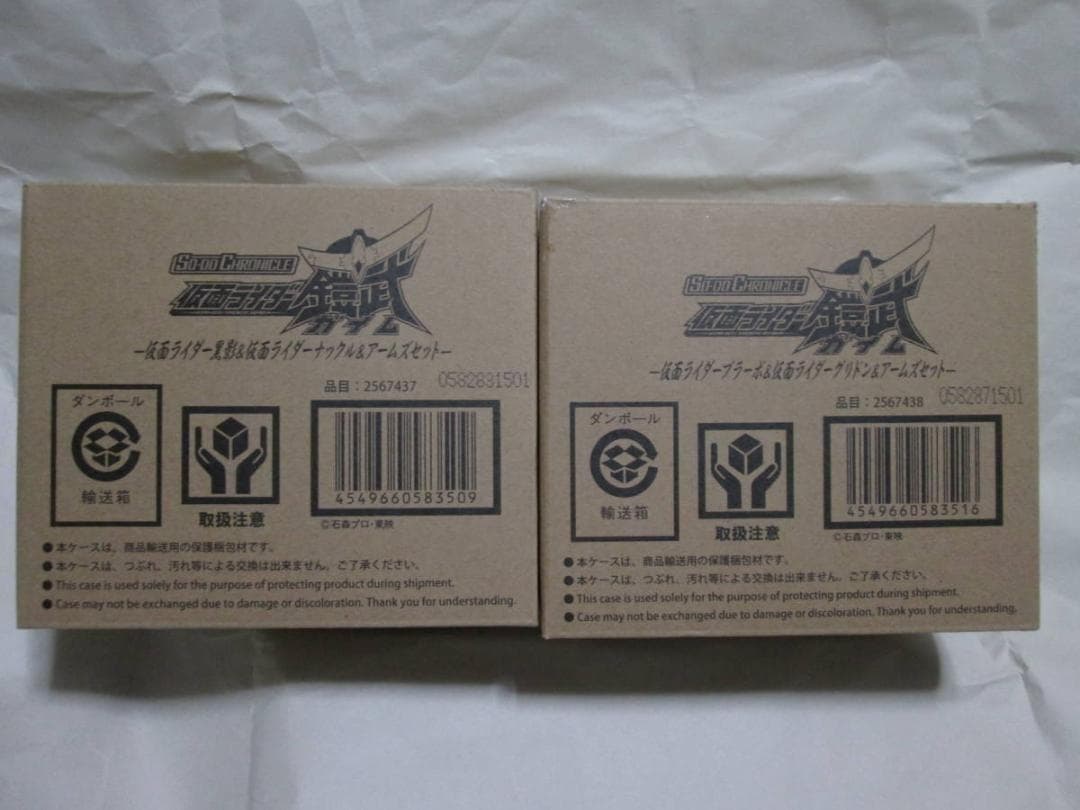 SO-DO CHRONICLE
仮面ライダー鎧武
ガイム
―仮面ライダー黒影&仮面ライダーナックル&アームズセット―
品目：2567437
0582831501
ダンボール
輸送箱
取扱注意
4549660583509
©石森プロ・東映
●本ケースは、商品輸送用の保護梱包材です。
●本ケースは、つぶれ、汚れ等による交換は出来ません。ご了承ください。
●This case is used solely for the purpose of protecting product during shipment.
●Case may not be exchanged due to damage or discoloration. Thank you for understanding.
SO-DO CHRONICLE
仮面ライダー鎧武
ガイム
―仮面ライダーブラーボ&仮面ライダーグリドン&アームズセット―
品目：2567438
0582871501
ダンボール
輸送箱
取扱注意
4549660583516
©石森プロ・東映
●本ケースは、商品輸送用の保護梱包材です。
●本ケースは、つぶれ、汚れ等による交換は出来ません。ご了承ください。
●This case is used solely for the purpose of protecting product during shipment.
●Case may not be exchanged due to damage or discoloration. Thank you for understanding.